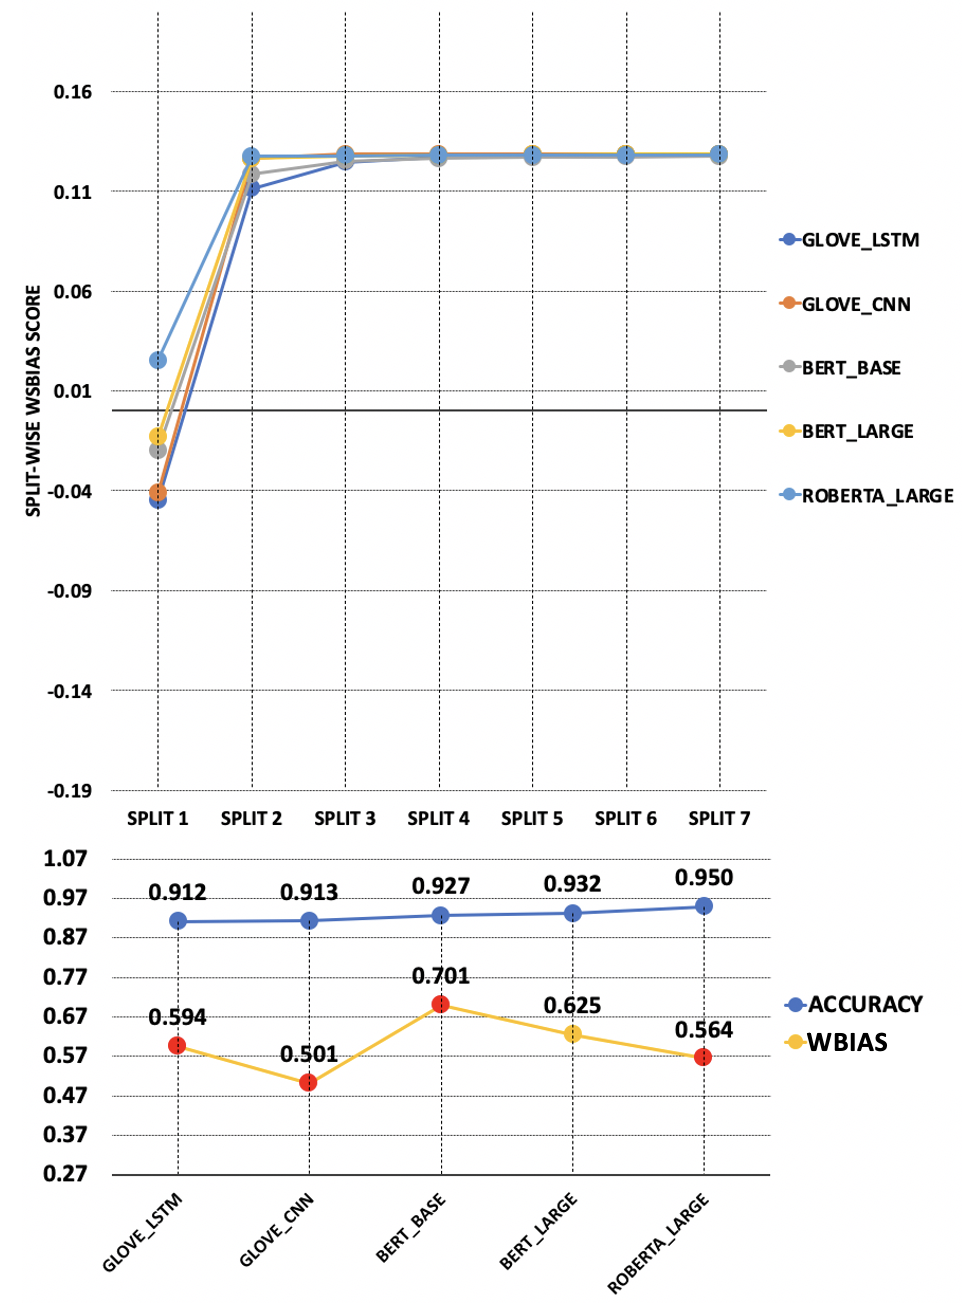 0.16
0.11
0.06
0.01
-0.04
-0.09
-0.14
-0.19
SPLIT-WISE WSBIAS SCORE
SPLIT 1 SPLIT 2 SPLIT 3 SPLIT 4 SPLIT 5 SPLIT 6 SPLIT 7
GLOVE_LSTM
GLOVE_CNN
BERT_BASE
BERT_LARGE
ROBERTA_LARGE
1.07
0.97
0.87
0.77
0.67
0.57
0.47
0.37
0.27
0.912 0.913 0.927 0.932 0.950
0.594 0.501 0.701 0.625 0.564
ACCURACY
WBIAS
GLOVE_LSTM
GLOVE_CNN
BERT_BASE
BERT_LARGE
ROBERTA_LARGE